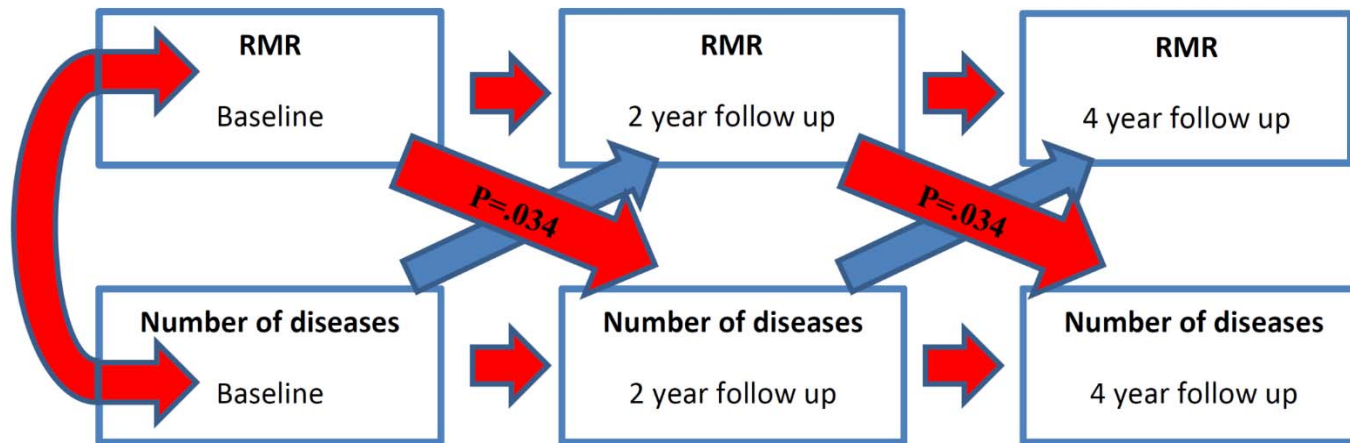 RMR
Baseline
RMR
2 year follow up
RMR
4 year follow up
P=.034
P=.034
Number of diseases
Baseline
Number of diseases
2 year follow up
Number of diseases
4 year follow up